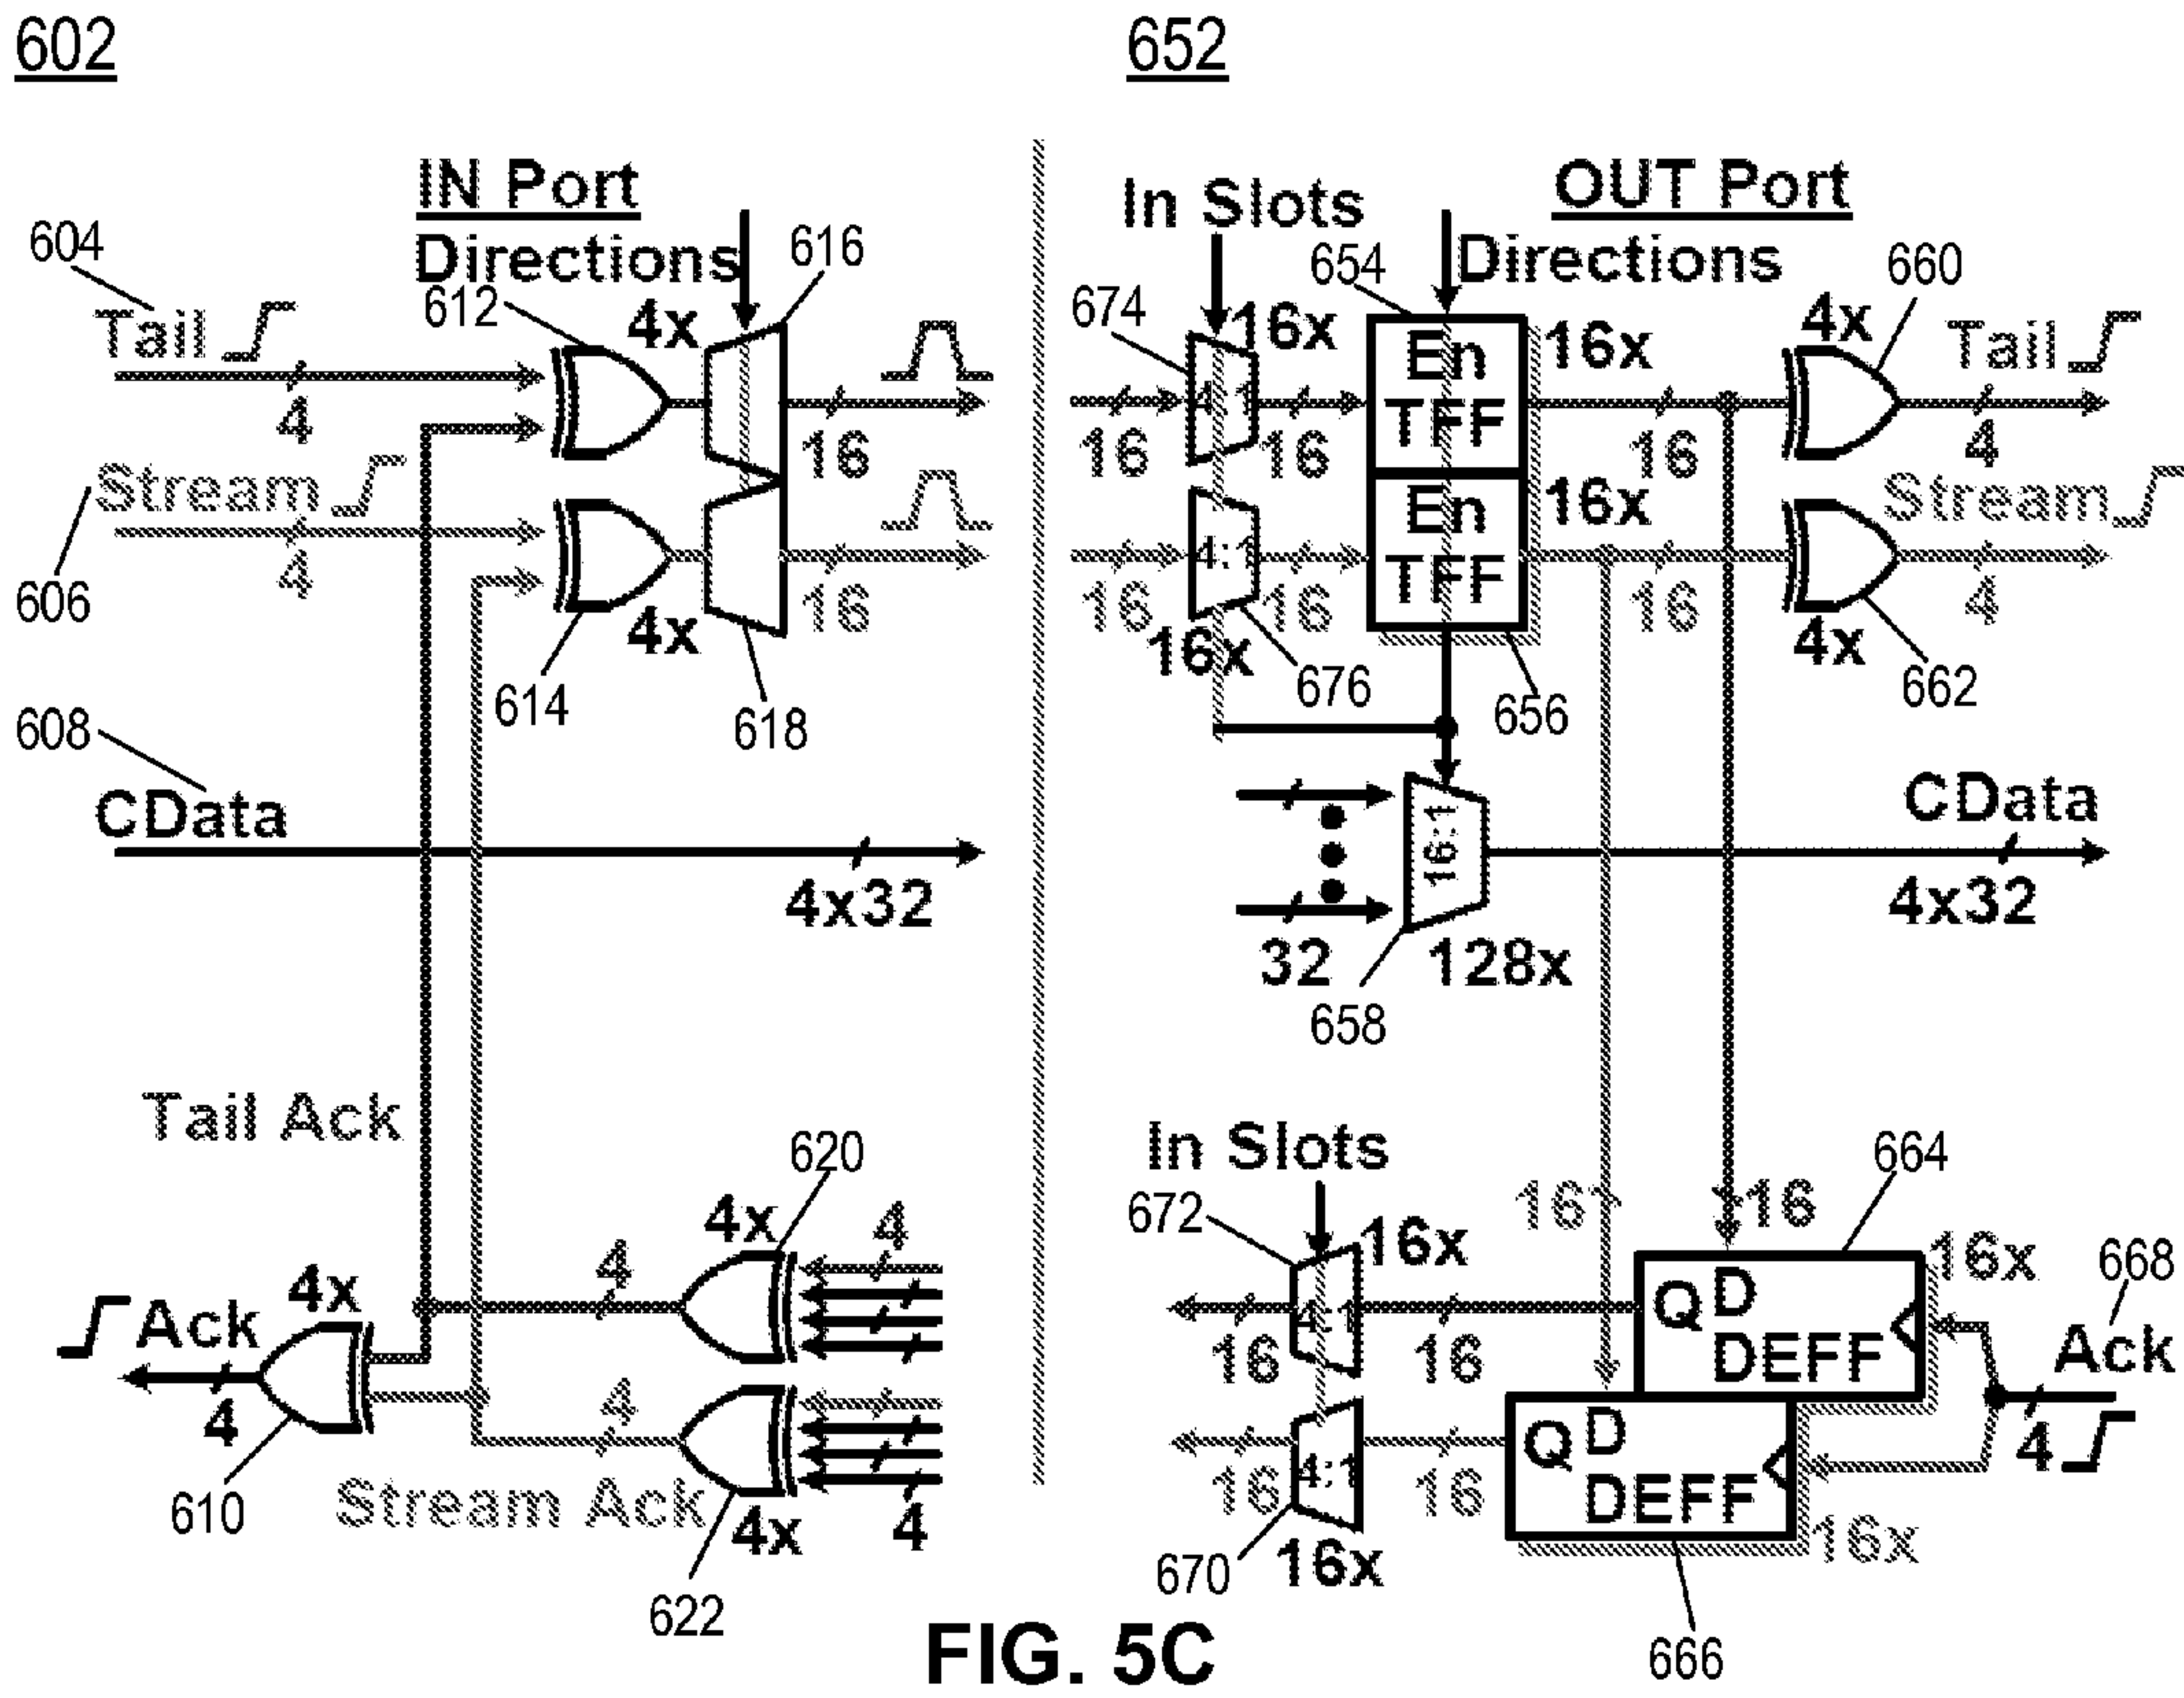 602
652
IN Port
Directions
604
Tail
4
612
4x
616
16
606
Stream
4
614
4x
618
16
608
CData
4x32
Tail Ack
620
4x
4
4
4x
Ack
4
610
4
Stream Ack
622
4x
4
In Slots
OUT Port
Directions
674
16x
654
16
4:1
16
En
TFF
16x
16
4x
660
Tail
4
16
4:1
16
16x
676
En
TFF
16x
656
16
4x
662
Stream
4
32
16:1
128x
658
CData
4x32
In Slots
672
16x
16
4:1
16
16
16
664
Q D
DEFF
16x
668
Ack
4
16
4:1
16
670
16x
Q D
DEFF
16x
666
FIG. 5C